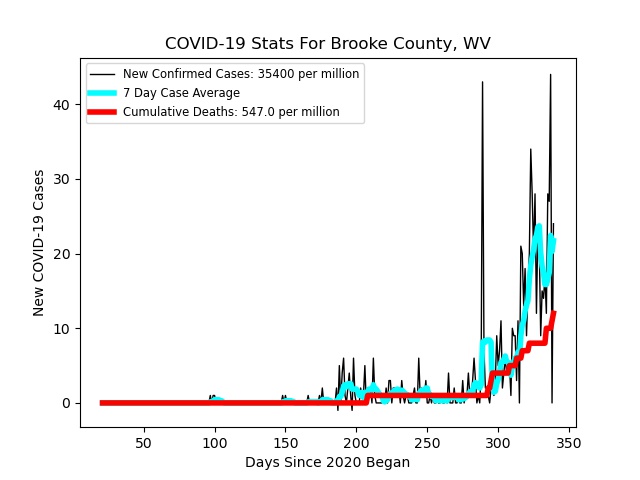 COVID-19 Stats For Brooke County, WV
New Confirmed Cases: 35400 per million
7 Day Case Average
Cumulative Deaths: 547.0 per million
New COVID-19 Cases
40
30
20
10
0
50 100 150 200 250 300 350
Days Since 2020 Began